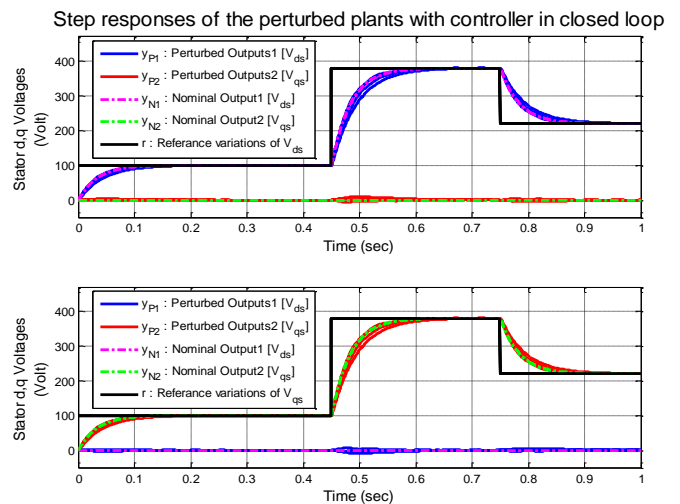 Step responses of the perturbed plants with controller in closed loop
Stator d,q Voltages
(Volt)
400
300
200
100
0
y_P1 : Perturbed Outputs1 [V_ds]
y_P2 : Perturbed Outputs2 [V_qs]
y_N1 : Nominal Output1 [V_ds]
y_N2 : Nominal Output2 [V_qs]
r : Referance variations of V_ds
0 0.1 0.2 0.3 0.4 0.5 0.6 0.7 0.8 0.9 1
Time (sec)
Stator d,q Voltages
(Volt)
400
300
200
100
0
y_P1 : Perturbed Outputs1 [V_ds]
y_P2 : Perturbed Outputs2 [V_qs]
y_N1 : Nominal Output1 [V_ds]
y_N2 : Nominal Output2 [V_qs]
r : Referance variations of V_qs
0 0.1 0.2 0.3 0.4 0.5 0.6 0.7 0.8 0.9 1
Time (sec)